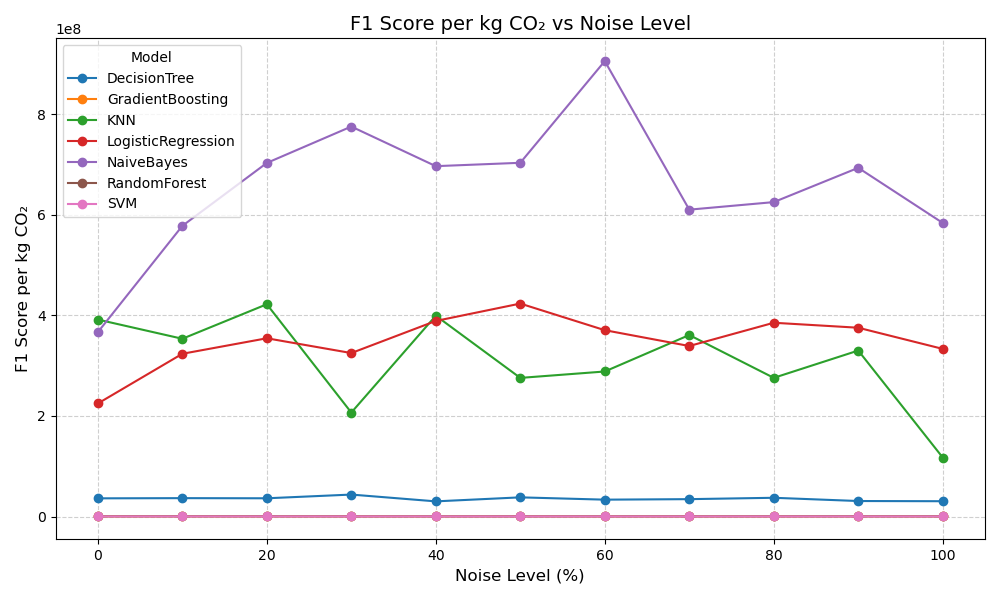 F1 Score per kg CO₂ vs Noise Level
1e8
Model
DecisionTree
GradientBoosting
KNN
LogisticRegression
NaiveBayes
RandomForest
SVM
F1 Score per kg CO₂
8
6
4
2
0
0 20 40 60 80 100
Noise Level (%)